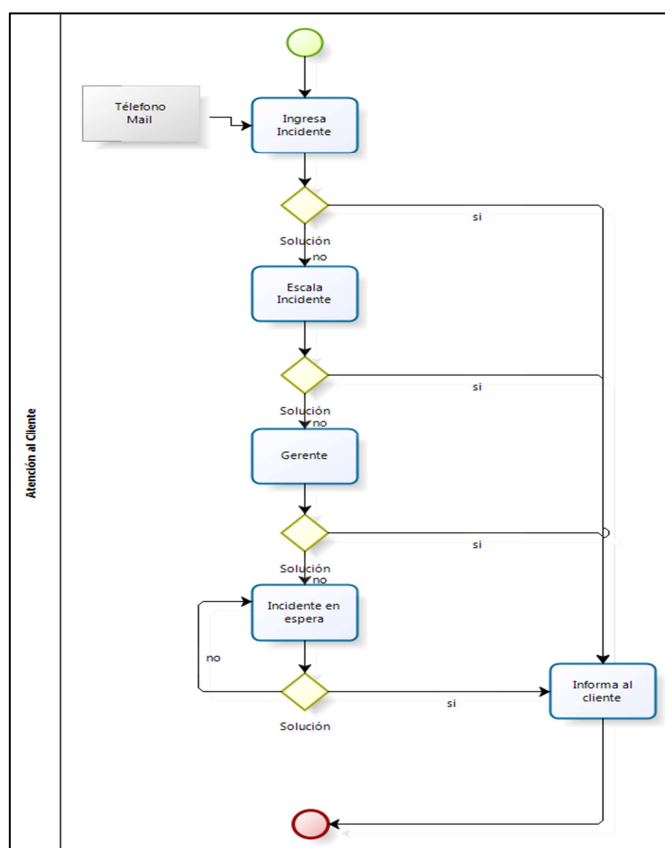 Télefono
Mail
Ingresa
Incidente
si
Solución
no
Escala
Incidente
si
Solución
no
Gerente
si
Solución
no
Incidente en
espera
no
Informa al
cliente
si
Solución
Atención al Cliente